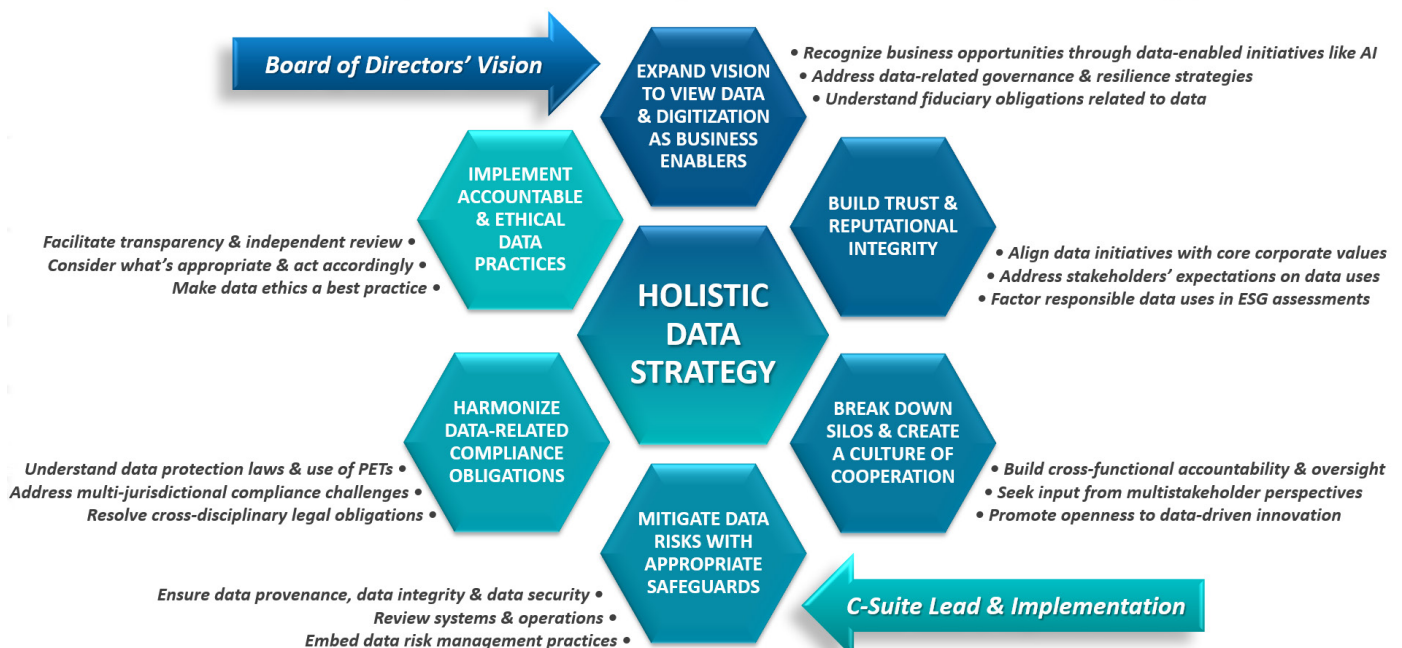 Board of Directors' Vision
EXPAND VISION
TO VIEW DATA
& DIGITIZATION
AS BUSINESS
ENABLERS
• Recognize business opportunities through data-enabled initiatives like AI
• Address data-related governance & resilience strategies
• Understand fiduciary obligations related to data
BUILD TRUST &
REPUTATIONAL
INTEGRITY
• Align data initiatives with core corporate values
• Address stakeholders' expectations on data uses
• Factor responsible data uses in ESG assessments
HOLISTIC
DATA
STRATEGY
BREAK DOWN
SILOS & CREATE
A CULTURE OF
COOPERATION
• Build cross-functional accountability & oversight
• Seek input from multistakeholder perspectives
• Promote openness to data-driven innovation
C-Suite Lead & Implementation
MITIGATE DATA
RISKS WITH
APPROPRIATE
SAFEGUARDS
Ensure data provenance, data integrity & data security •
Review systems & operations •
Embed data risk management practices •
HARMONIZE
DATA-RELATED
COMPLIANCE
OBLIGATIONS
Understand data protection laws & use of PETs •
Address multi-jurisdictional compliance challenges •
Resolve cross-disciplinary legal obligations •
IMPLEMENT
ACCOUNTABLE
& ETHICAL
DATA
PRACTICES
Facilitate transparency & independent review •
Consider what's appropriate & act accordingly •
Make data ethics a best practice •